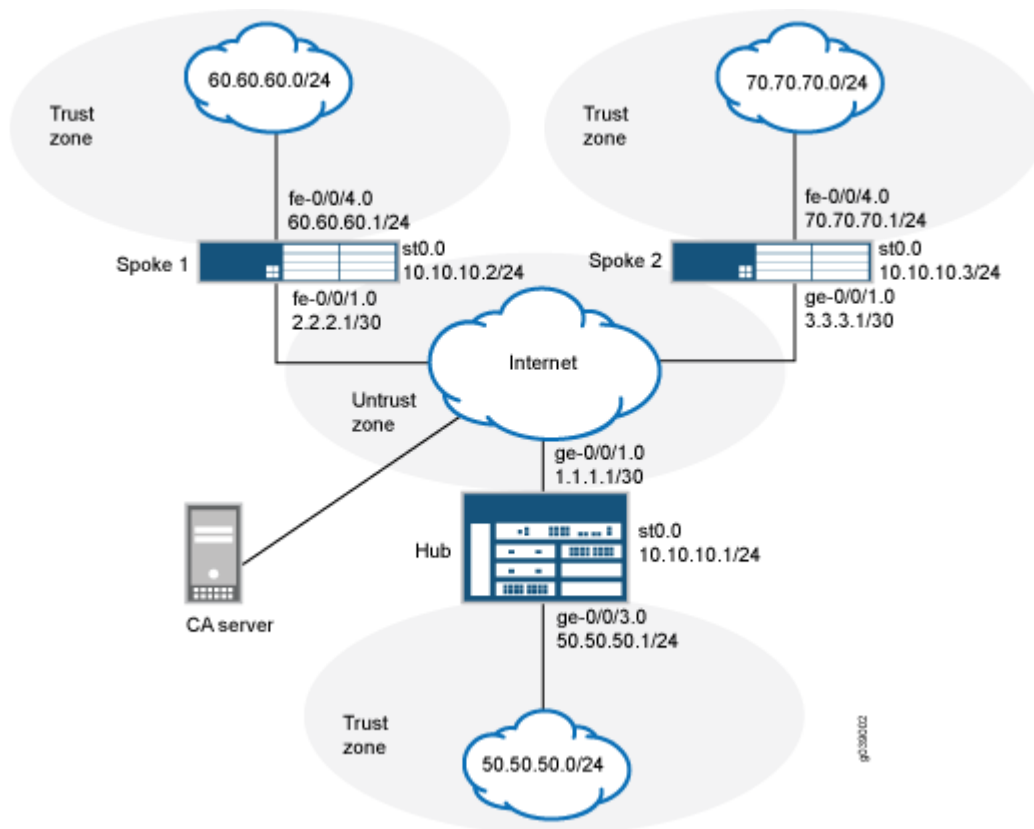 60.60.60.0/24
70.70.70.0/24
Trust
zone
Trust
zone
fe-0/0/4.0
60.60.60.1/24
fe-0/0/4.0
70.70.70.1/24
Spoke 1
st0.0
10.10.10.2/24
Spoke 2
st0.0
10.10.10.3/24
fe-0/0/1.0
2.2.2.1/30
ge-0/0/1.0
3.3.3.1/30
Internet
Untrust
zone
ge-0/0/1.0
1.1.1.1/30
Hub
st0.0
10.10.10.1/24
CA server
ge-0/0/3.0
50.50.50.1/24
Trust
zone
50.50.50.0/24
g039002